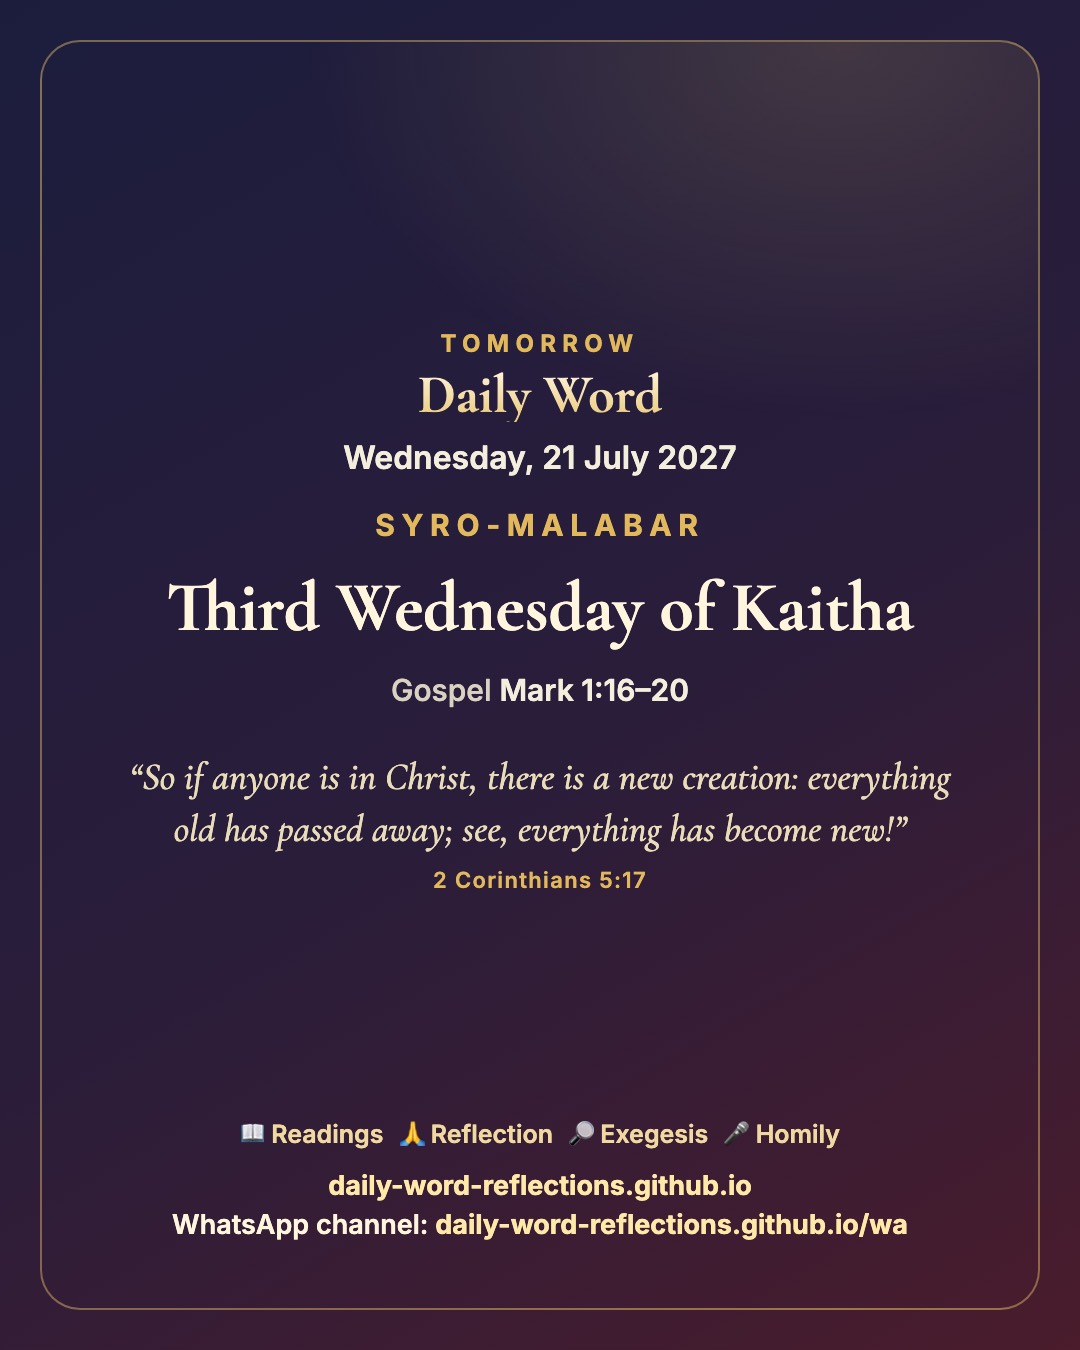 TOMORROW
Daily Word
Wednesday, 21 July 2027
SYRO-MALABAR
Third Wednesday of Kaitha
Gospel Mark 1:16–20
“So if anyone is in Christ, there is a new creation: everything
old has passed away; see, everything has become new!”
2 Corinthians 5:17
📖 Readings 🙏 Reflection 🔎 Exegesis 🎤 Homily
daily-word-reflections.github.io
WhatsApp channel: daily-word-reflections.github.io/wa